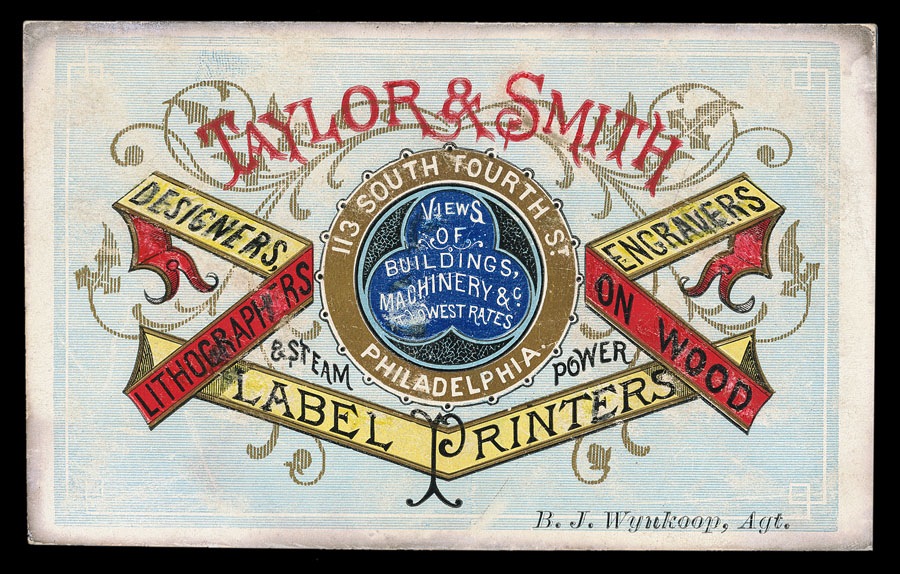 TAYLOR & SMITH
113 SOUTH FOURTH ST.
PHILADELPHIA.
VIEWS
OF
BUILDINGS,
MACHINERY &C.
LOWEST RATES
DESIGNERS,
LITHOGRAPHERS
ENGRAVERS
ON WOOD
& STEAM POWER
LABEL PRINTERS
B. J. Wynkoop, Agt.